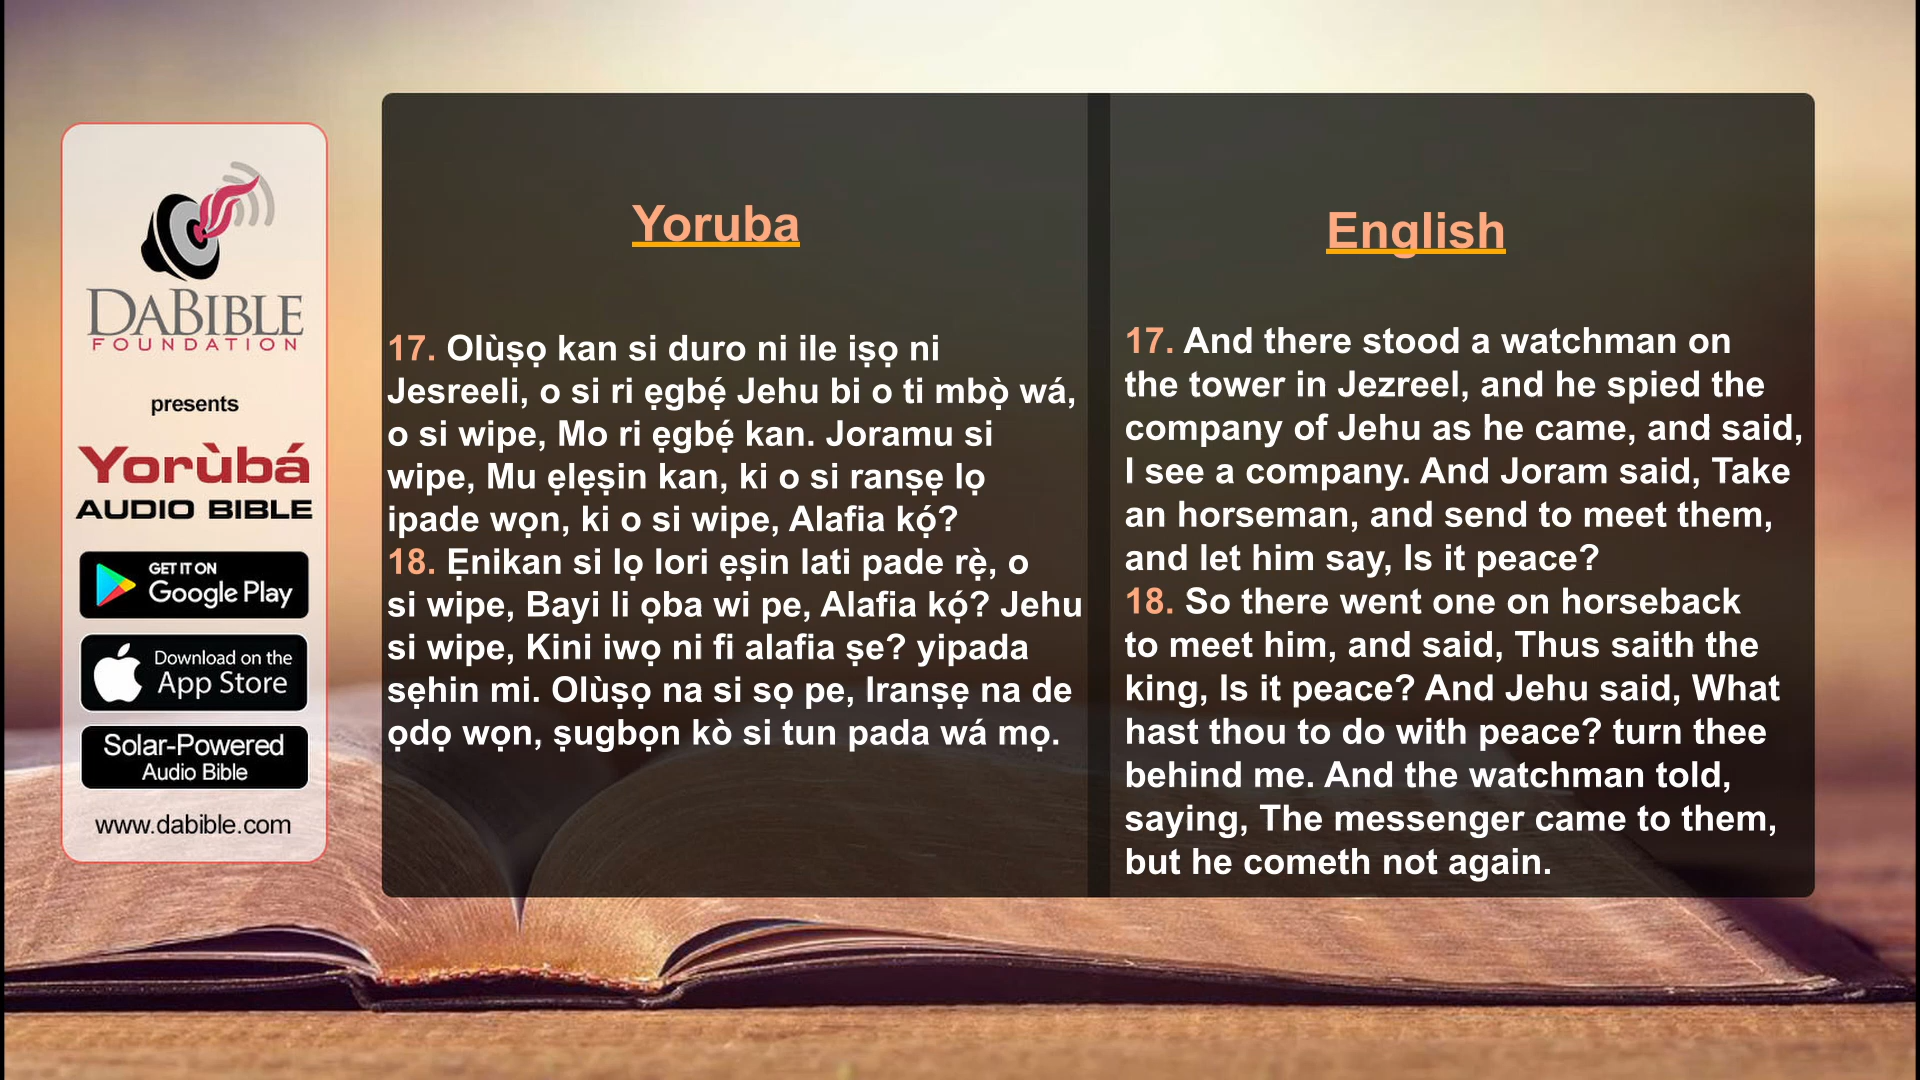 DABIBLE
FOUNDATION
presents
Yorùbá
AUDIO BIBLE
GET IT ON
Google Play
Download on the
App Store
Solar-Powered
Audio Bible
www.dabible.com
Yoruba
17. Olùṣọ kan si duro ni ile iṣọ ni
Jesreeli, o si ri ẹgbẹ́ Jehu bi o ti mbọ̀ wá,
o si wipe, Mo ri ẹgbẹ́ kan. Joramu si
wipe, Mu ẹlẹṣin kan, ki o si ranṣẹ lọ
ipade wọn, ki o si wipe, Alafia kọ́?
18. Ẹnikan si lọ lori ẹṣin lati pade rẹ̀, o
si wipe, Bayi li ọba wi pe, Alafia kọ́? Jehu
si wipe, Kini iwọ ni fi alafia ṣe? yipada
sẹhin mi. Olùṣọ na si sọ pe, Iranṣẹ na de
ọdọ wọn, ṣugbọn kò si tun pada wá mọ.
English
17. And there stood a watchman on
the tower in Jezreel, and he spied the
company of Jehu as he came, and said,
I see a company. And Joram said, Take
an horseman, and send to meet them,
and let him say, Is it peace?
18. So there went one on horseback
to meet him, and said, Thus saith the
king, Is it peace? And Jehu said, What
hast thou to do with peace? turn thee
behind me. And the watchman told,
saying, The messenger came to them,
but he cometh not again.